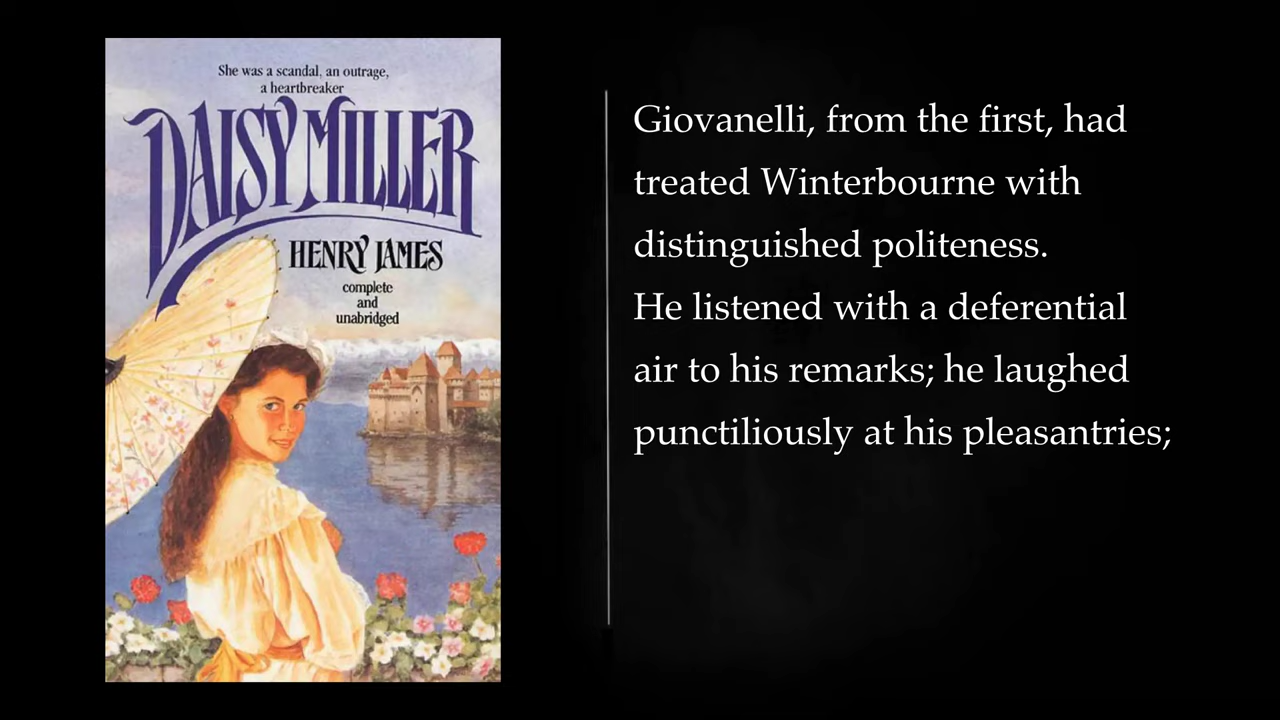 She was a scandal, an outrage,
a heartbreaker
DAISY MILLER
HENRY JAMES
complete
and
unabridged
Giovanelli, from the first, had
treated Winterbourne with
distinguished politeness.
He listened with a deferential
air to his remarks; he laughed
punctiliously at his pleasantries;